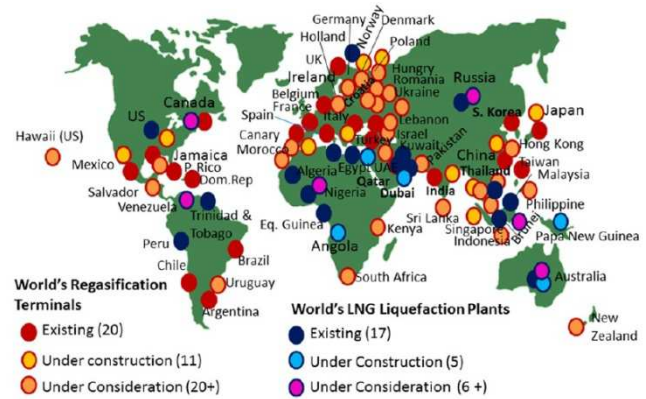 Germany
Norway
Denmark
Holland
Poland
UK
Ireland
Croatia
Hungry
Romania
Belgium
France
Ukraine
Russia
Spain
Italy
Lebanon
S. Korea
Japan
US
Canada
Canary
Turkey
Israel
Hawaii (US)
Morocco
Kuwait
Pakistan
China
Hong Kong
Mexico
Jamaica
Algeria
Egypt
UAE
Thailand
Taiwan
P. Rico
Qatar
India
Malaysia
Salvador
Dom.Rep
Nigeria
Dubai
Venezuela
Trinidad &
Tobago
Eq. Guinea
Sri Lanka
Philippine
Singapore
Brunei
Peru
Angola
Kenya
Indonesia
Papua New Guinea
Chile
Brazil
South Africa
Australia
Uruguay
Argentina
New
Zealand
World's Regasification
Terminals
Existing (20)
Under construction (11)
Under Consideration (20+)
World's LNG Liquefaction Plants
Existing (17)
Under Construction (5)
Under Consideration (6 +)